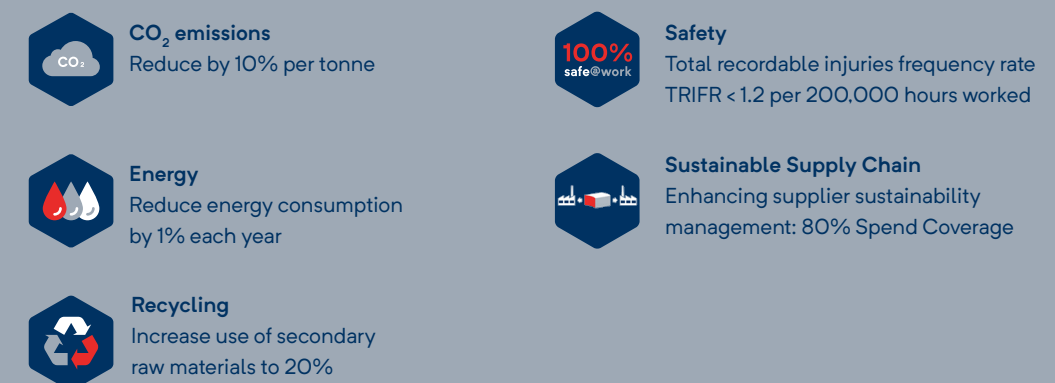 CO₂
CO₂ emissions
Reduce by 10% per tonne
Energy
Reduce energy consumption
by 1% each year
Recycling
Increase use of secondary
raw materials to 20%
100%
safe@work
Safety
Total recordable injuries frequency rate
TRIFR < 1.2 per 200,000 hours worked
Sustainable Supply Chain
Enhancing supplier sustainability
management: 80% Spend Coverage